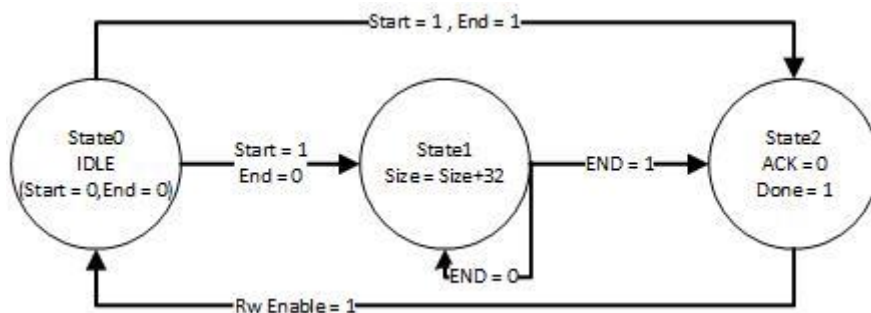 Start = 1 , End = 1
State0
IDLE
(Start = 0,End = 0)
Start = 1
End = 0
State1
Size = Size+32
END = 1
State2
ACK = 0
Done = 1
END = 0
Rw Enable = 1